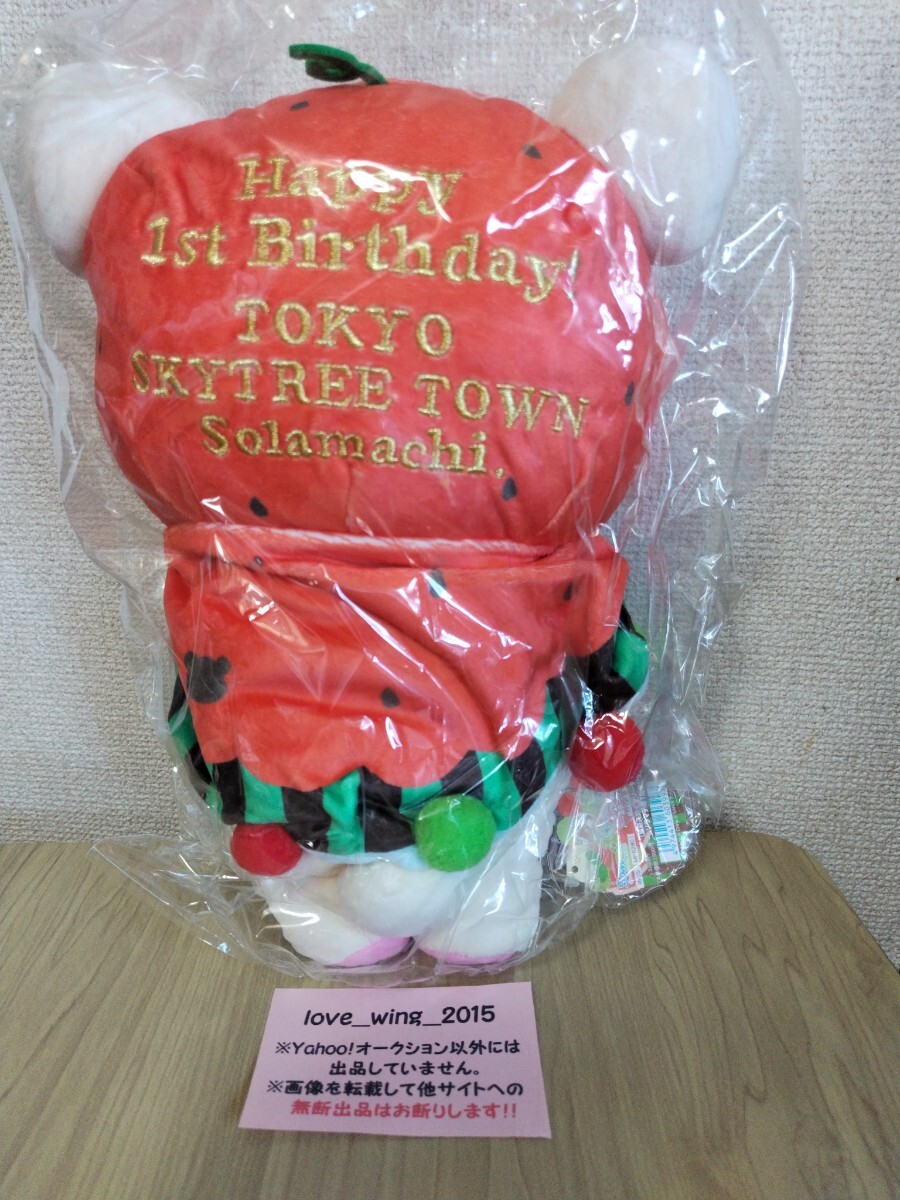 Happy
1st Birthday!
TOKYO
SKYTREE TOWN
Solamachi.
love_wing_2015
※Yahoo!オークション以外には
出品していません。
※画像を転載して他サイトへの
無断出品はお断りします!!